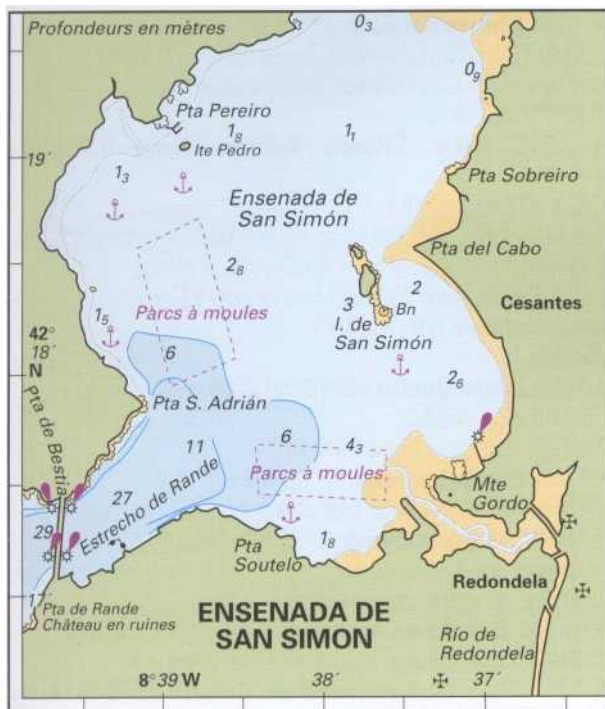 Profondeurs en mètres
0₃
0₉
Pta Pereiro
1₈
1₁
Ite Pedro
19´
1₃
Pta Sobreiro
Ensenada de
San Simón
Pta del Cabo
2₈
2
3
Bn
Cesantes
1₅
Parcs à moules
I. de
San Simón
42°
18´
N
6
2₆
Pta S. Adrián
Pta de Bestia
11
6
4₃
Parcs à moules
27
Estrecho de Rande
Mte
Gordo
29
Pta
Soutelo
1₈
Redondela
17´
Pta de Rande
Château en ruines
ENSENADA DE
SAN SIMON
Río de
Redondela
8°39 W
38´
37´